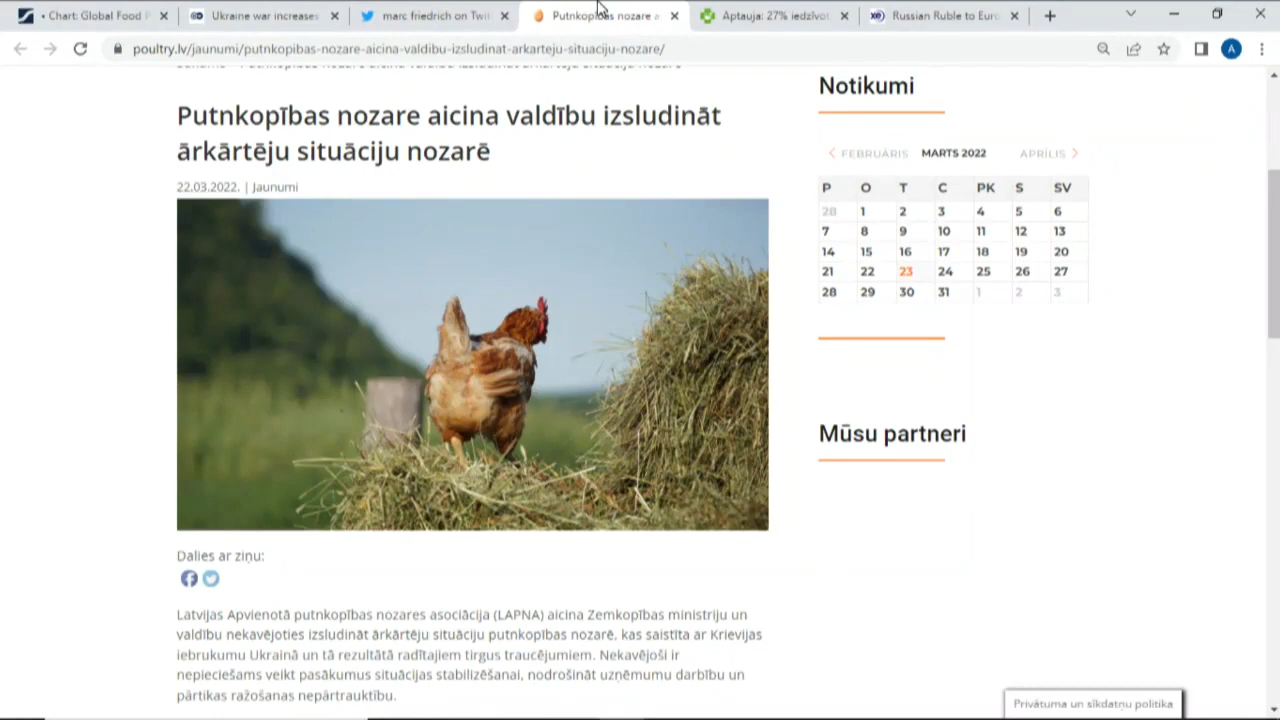 • Chart: Global Food P
Ukraine war increases
marc friedrich on Twit
Putnkopības nozare a
Aptauja: 27% iedzīvot
Russian Ruble to Euro
poultry.lv/jaunumi/putnkopibas-nozare-aicina-valdibu-izsludinat-arkarteju-situaciju-nozare/
A
Putnkopības nozare aicina valdību izsludināt
ārkārtēju situāciju nozarē
22.03.2022. | Jaunumi
Dalies ar ziņu:
Latvijas Apvienotā putnkopības nozares asociācija (LAPNA) aicina Zemkopības ministriju un
valdību nekavējoties izsludināt ārkārtēju situāciju putnkopības nozarē, kas saistīta ar Krievijas
iebrukumu Ukrainā un tā rezultātā radītajiem tirgus traucējumiem. Nekavējoši ir
nepieciešams veikt pasākumus situācijas stabilizēšanai, nodrošināt uzņēmumu darbību un
pārtikas ražošanas nepārtrauktību.
Notikumi
FEBRUĀRIS MARTS 2022 APRĪLIS
P O T C PK S SV
28 1 2 3 4 5 6
7 8 9 10 11 12 13
14 15 16 17 18 19 20
21 22 23 24 25 26 27
28 29 30 31 1 2 3
Mūsu partneri
Privātuma un sīkdatņu politika